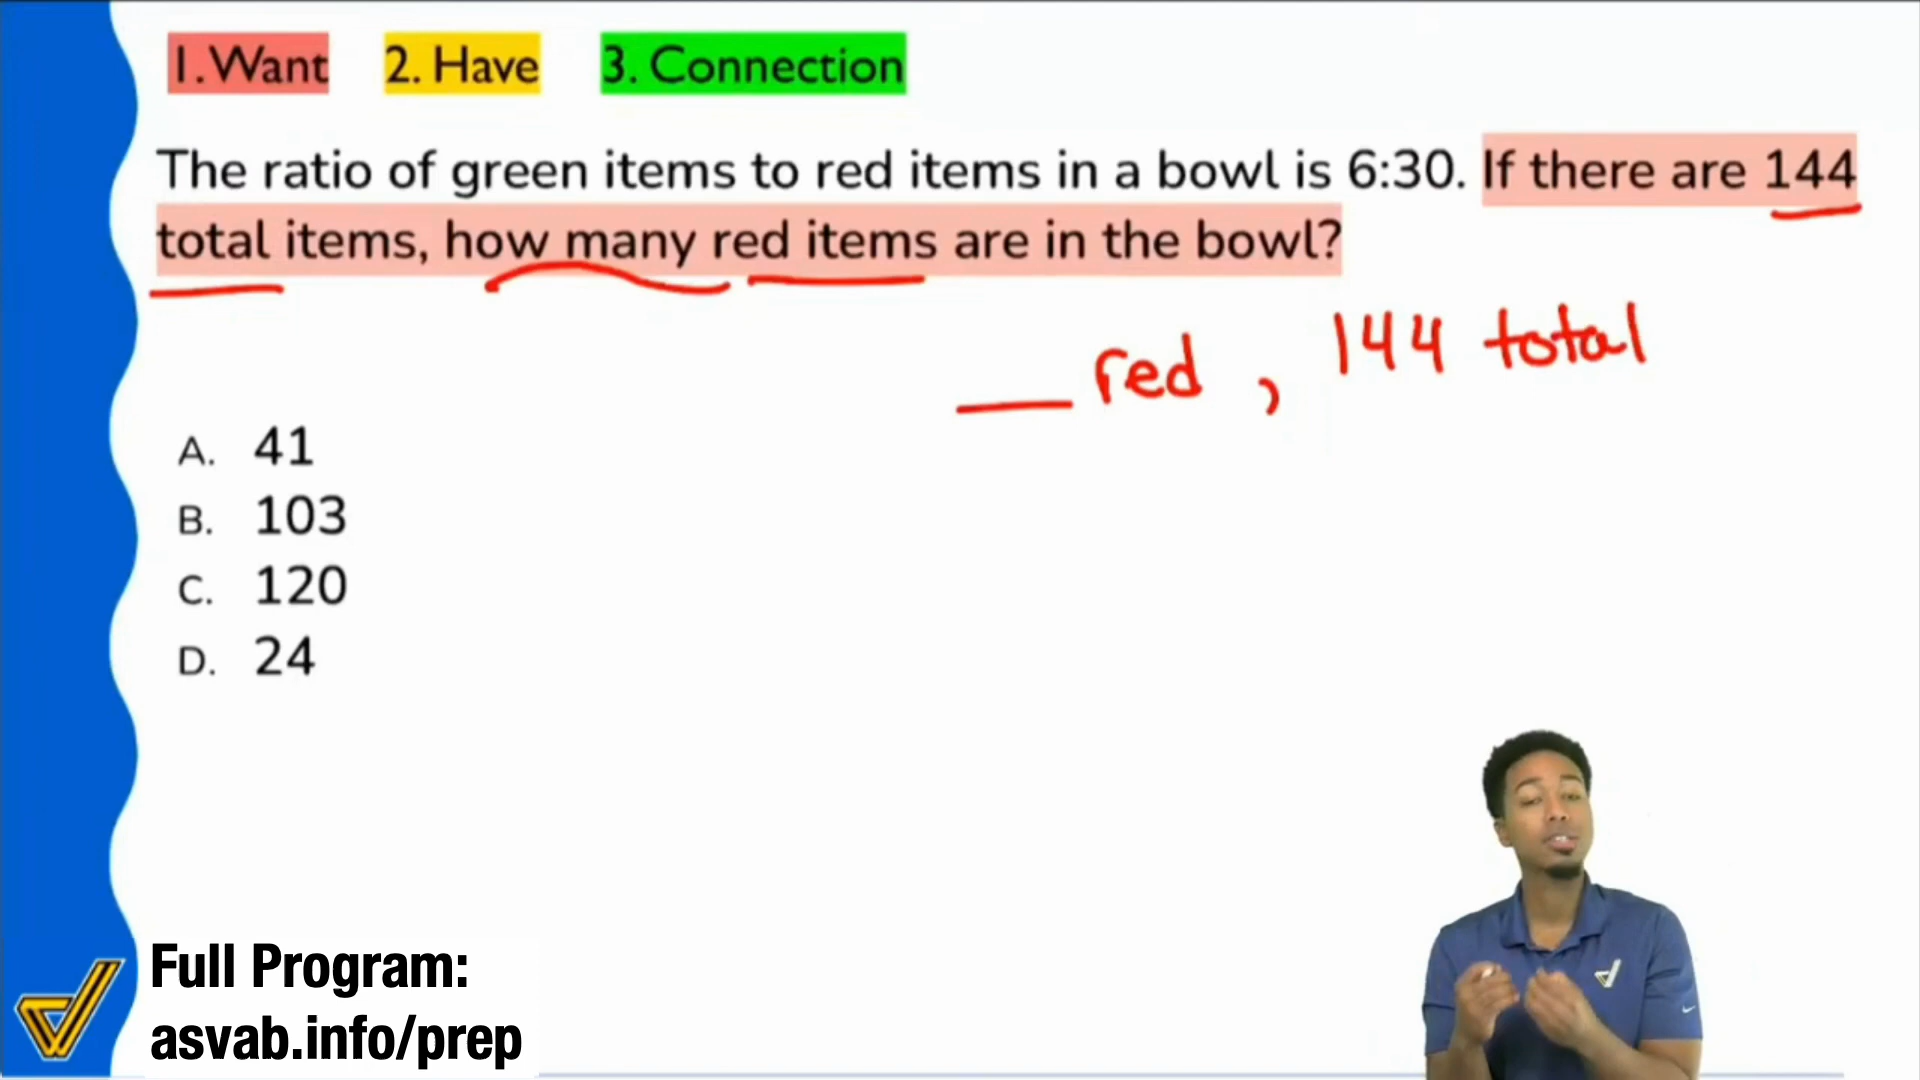 1. Want 2. Have 3. Connection
The ratio of green items to red items in a bowl is 6:30. If there are 144
total items, how many red items are in the bowl?
___ red , 144 total
A. 41
B. 103
C. 120
D. 24
Full Program:
asvab.info/prep